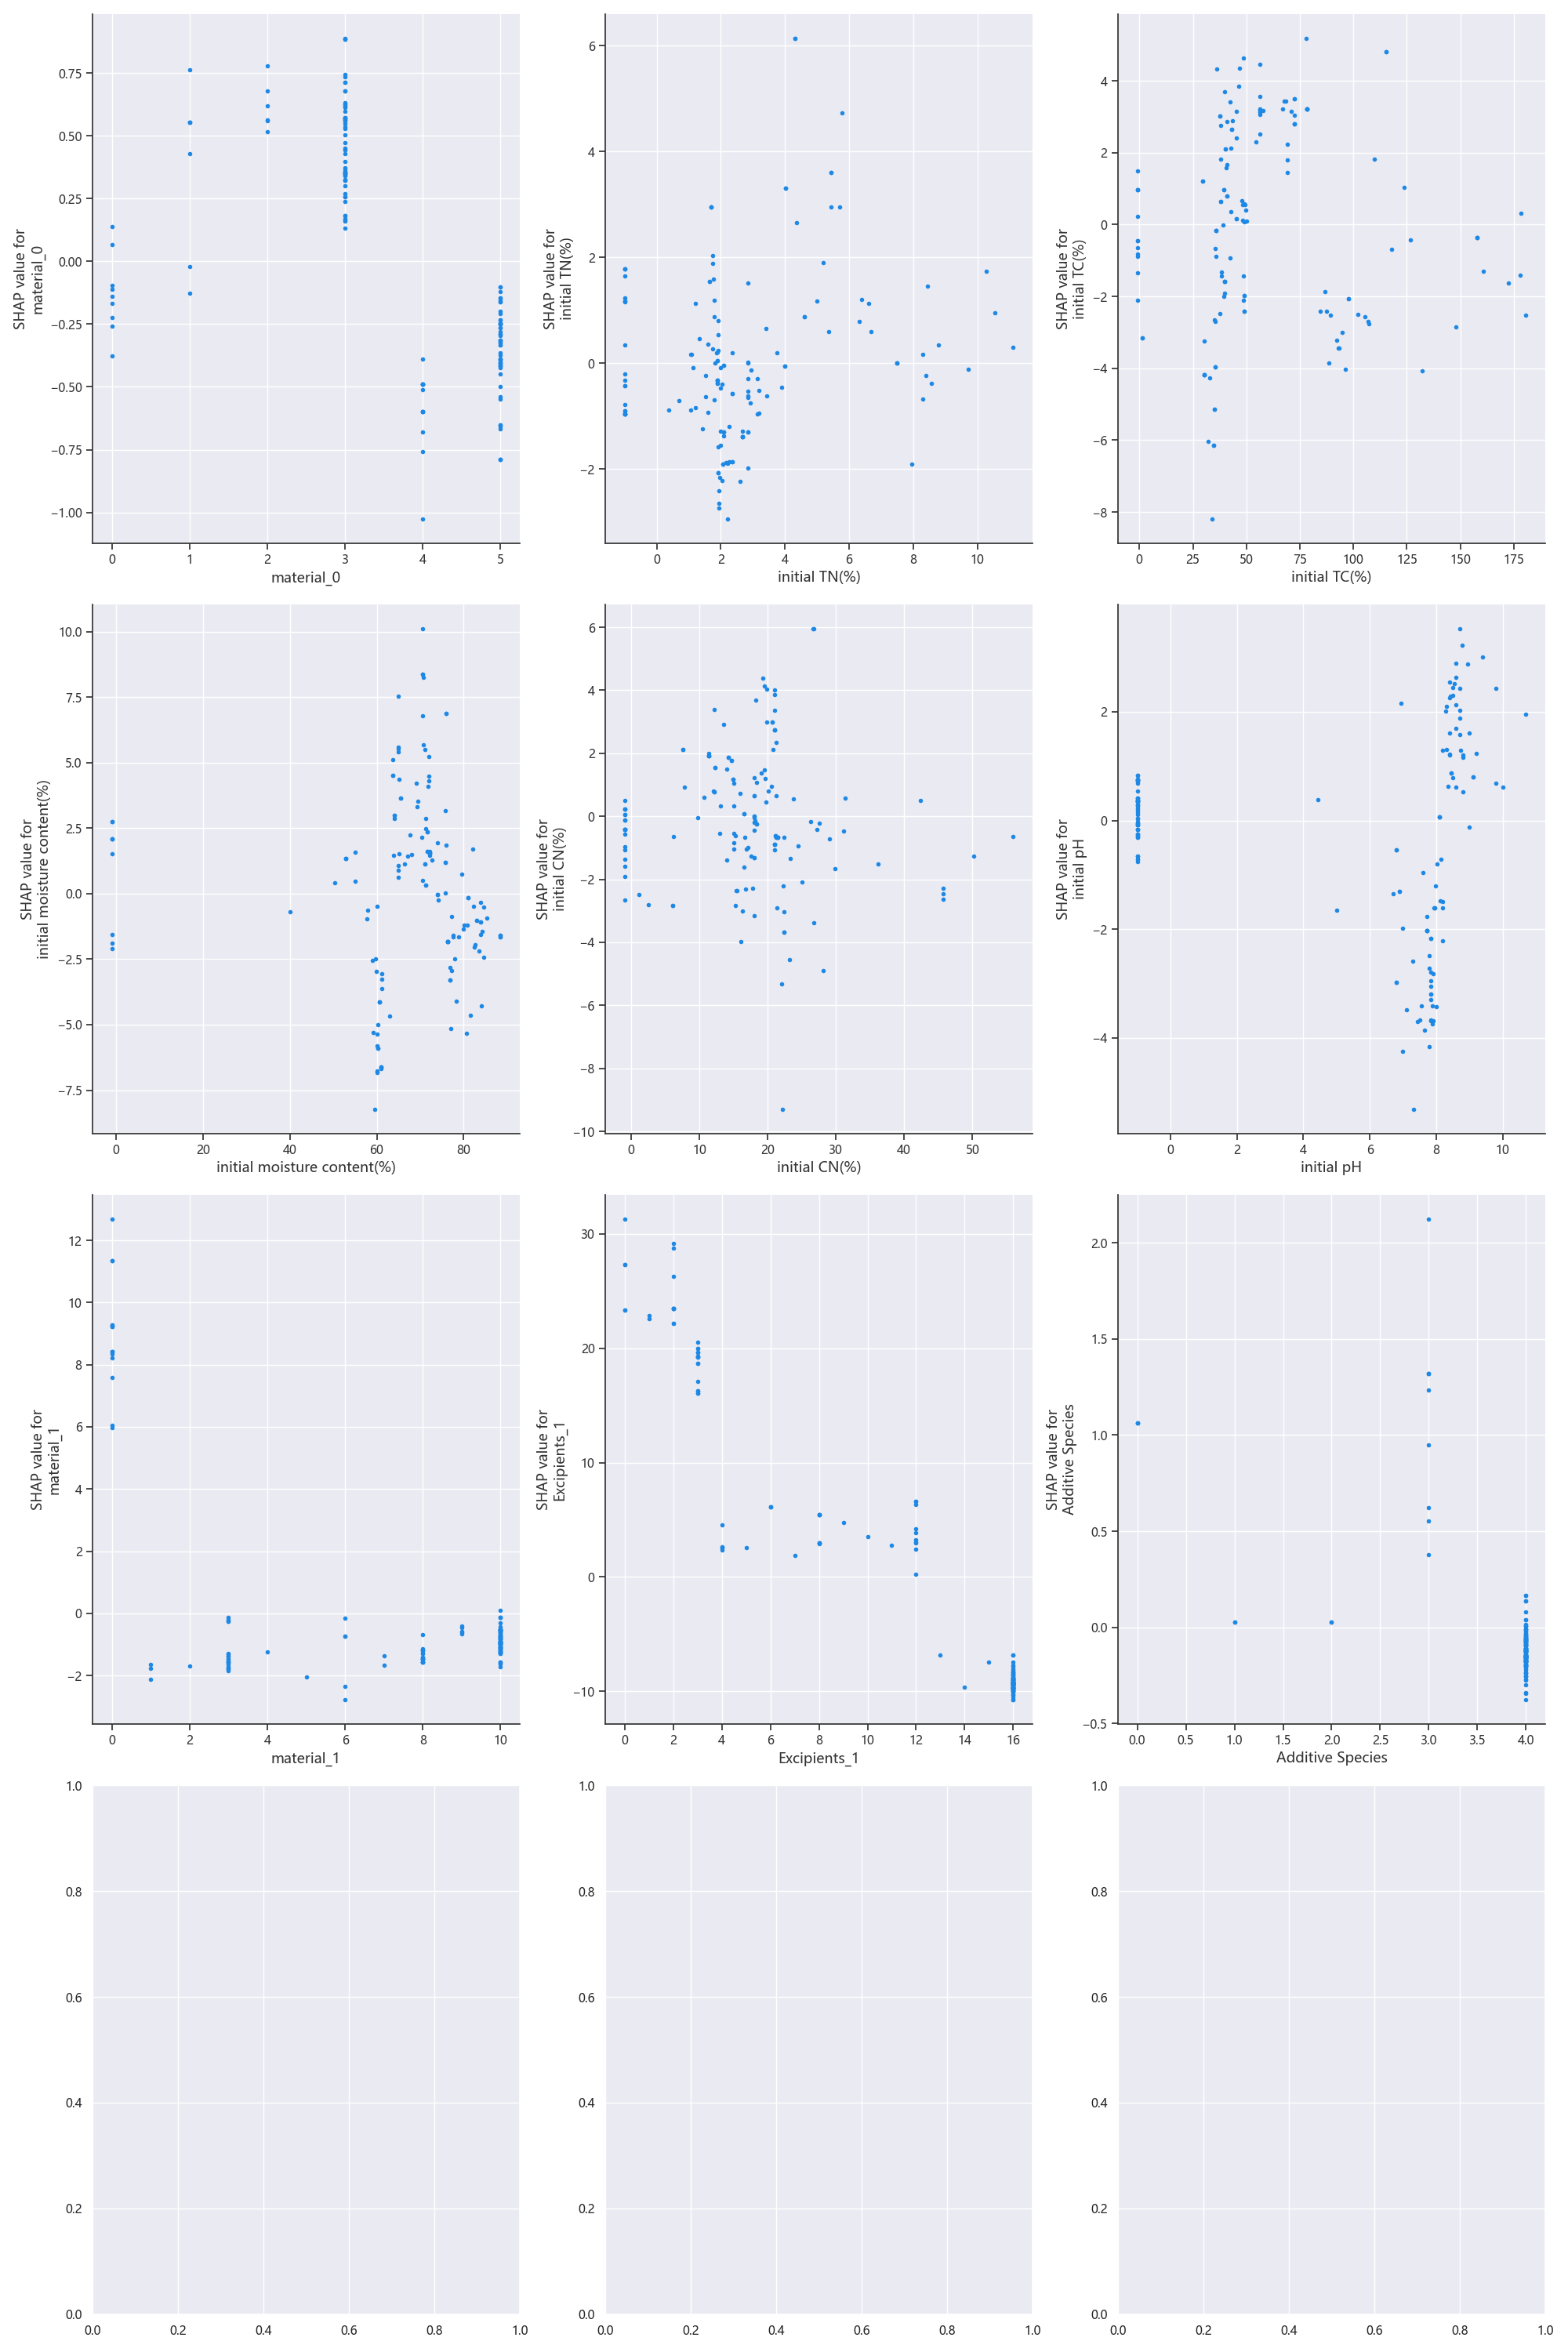 0.75
0.50
0.25
0.00
−0.25
−0.50
−0.75
−1.00
SHAP value for
material_0
0 1 2 3 4 5
material_0
6
4
2
0
−2
SHAP value for
initial TN(%)
0 2 4 6 8 10
initial TN(%)
4
2
0
−2
−4
−6
−8
SHAP value for
initial TC(%)
0 25 50 75 100 125 150 175
initial TC(%)
10.0
7.5
5.0
2.5
0.0
−2.5
−5.0
−7.5
SHAP value for
initial moisture content(%)
0 20 40 60 80
initial moisture content(%)
6
4
2
0
−2
−4
−6
−8
−10
SHAP value for
initial CN(%)
0 10 20 30 40 50
initial CN(%)
2
0
−2
−4
SHAP value for
initial pH
0 2 4 6 8 10
initial pH
12
10
8
6
4
2
0
−2
SHAP value for
material_1
0 2 4 6 8 10
material_1
30
20
10
0
−10
SHAP value for
Excipients_1
0 2 4 6 8 10 12 14 16
Excipients_1
2.0
1.5
1.0
0.5
0.0
−0.5
SHAP value for
Additive Species
0.0 0.5 1.0 1.5 2.0 2.5 3.0 3.5 4.0
Additive Species
1.0
0.8
0.6
0.4
0.2
0.0
0.0 0.2 0.4 0.6 0.8 1.0
1.0
0.8
0.6
0.4
0.2
0.0
0.0 0.2 0.4 0.6 0.8 1.0
1.0
0.8
0.6
0.4
0.2
0.0
0.0 0.2 0.4 0.6 0.8 1.0